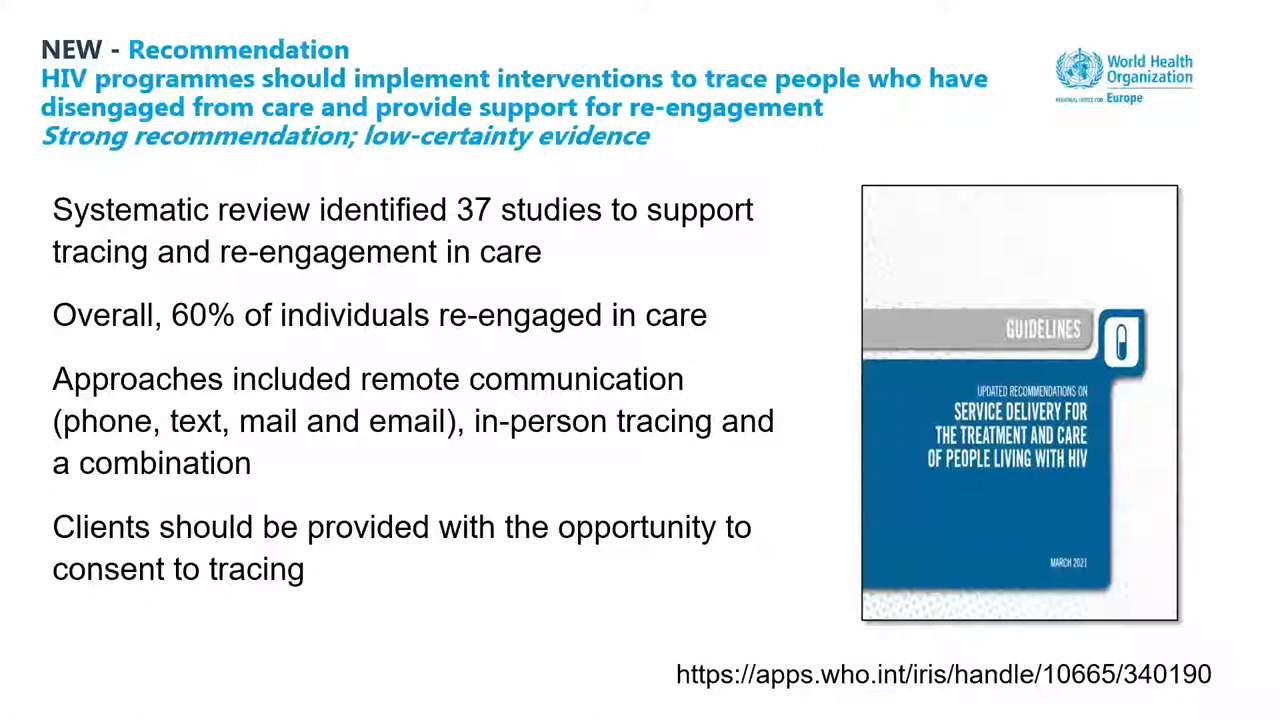 NEW - Recommendation
HIV programmes should implement interventions to trace people who have
disengaged from care and provide support for re-engagement
Strong recommendation; low-certainty evidence
World Health
Organization
REGIONAL OFFICE FOR Europe
Systematic review identified 37 studies to support
tracing and re-engagement in care
Overall, 60% of individuals re-engaged in care
Approaches included remote communication
(phone, text, mail and email), in-person tracing and
a combination
Clients should be provided with the opportunity to
consent to tracing
GUIDELINES
UPDATED RECOMMENDATIONS ON
SERVICE DELIVERY FOR
THE TREATMENT AND CARE
OF PEOPLE LIVING WITH HIV
MARCH 2021
https://apps.who.int/iris/handle/10665/340190